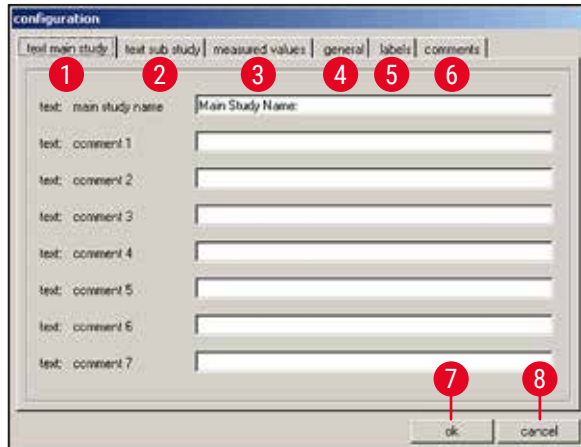 configuration
text main study text sub study measured values general labels comments
1 2 3 4 5 6
text: main study name Main Study Name:
text: comment 1
text: comment 2
text: comment 3
text: comment 4
text: comment 5
text: comment 6
text: comment 7
7 8
ok cancel